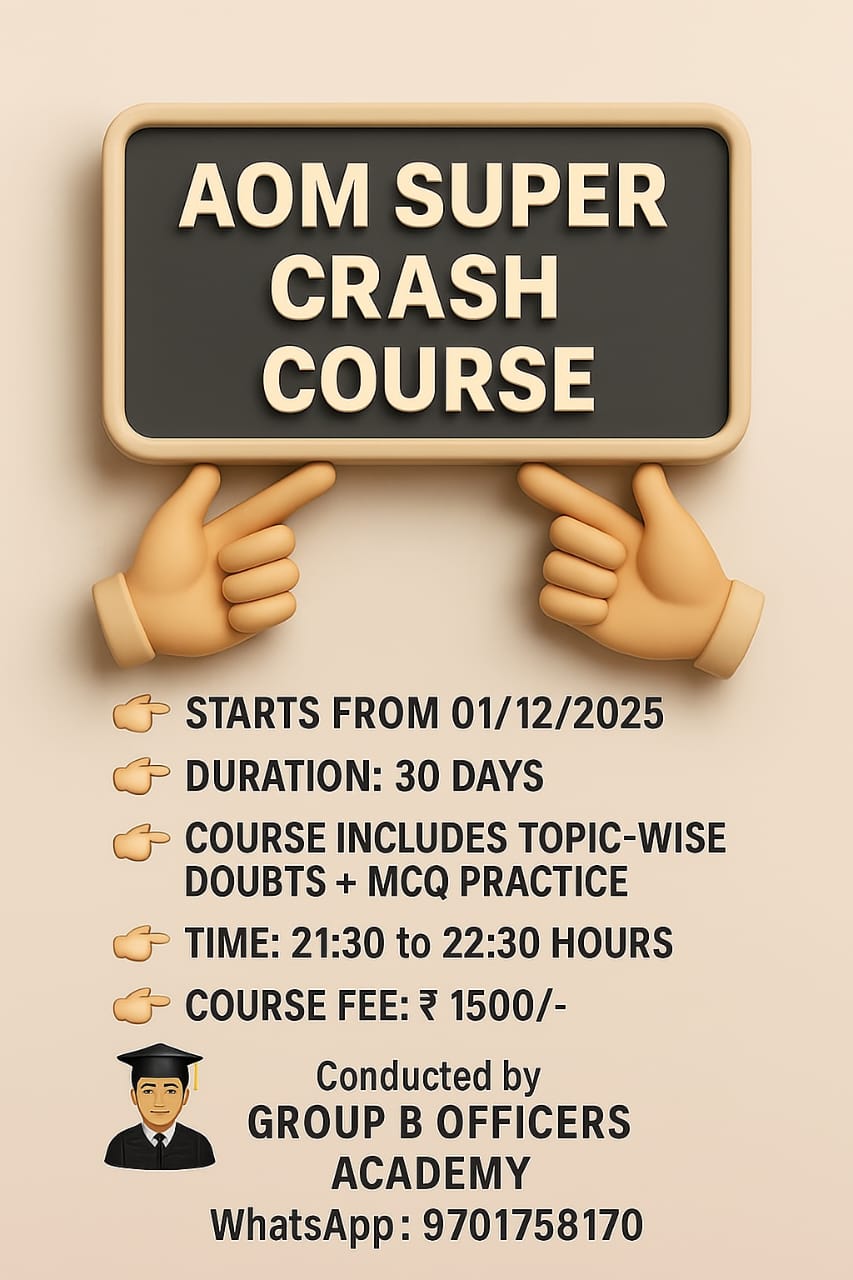 AOM SUPER
CRASH
COURSE
STARTS FROM 01/12/2025
DURATION: 30 DAYS
COURSE INCLUDES TOPIC-WISE
DOUBTS + MCQ PRACTICE
TIME: 21:30 to 22:30 HOURS
COURSE FEE: ₹ 1500/-
Conducted by
GROUP B OFFICERS
ACADEMY
WhatsApp: 9701758170